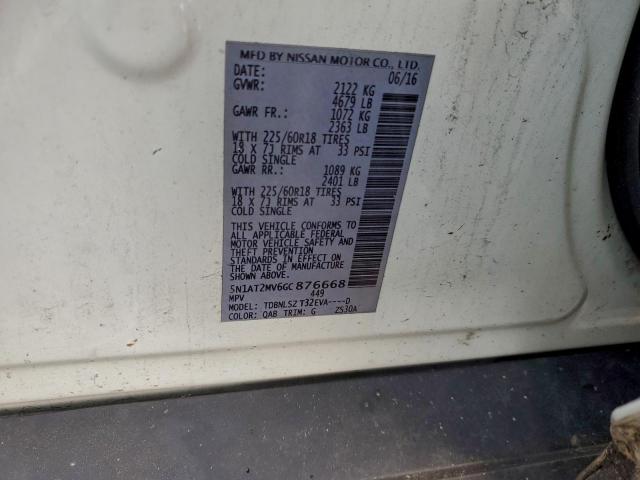 MFD BY NISSAN MOTOR CO., LTD.
DATE: 06/16
GVWR: 2122 KG
4679 LB
GAWR FR.: 1072 KG
2363 LB
WITH 225/60R18 TIRES
18 X 7J RIMS AT 33 PSI
COLD SINGLE
GAWR RR.: 1089 KG
2401 LB
WITH 225/60R18 TIRES
18 X 7J RIMS AT 33 PSI
COLD SINGLE
THIS VEHICLE CONFORMS TO
ALL APPLICABLE FEDERAL
MOTOR VEHICLE SAFETY AND
THEFT PREVENTION
STANDARDS IN EFFECT ON
THE DATE OF MANUFACTURE
SHOWN ABOVE.
5N1AT2MV6GC876668
MPV 449
MODEL: TDBNLSZ T32EVA----D
COLOR: QAB TRIM: G ZS30A